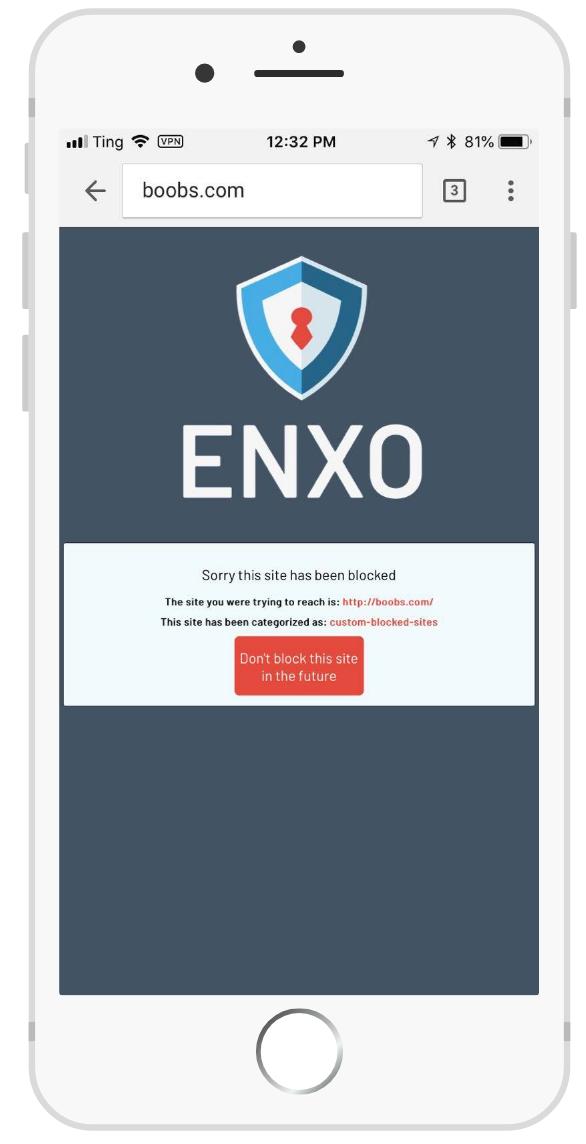 Ting VPN 12:32 PM 81%
boobs.com 3
ENXO
Sorry this site has been blocked
The site you were trying to reach is: http://boobs.com/
This site has been categorized as: custom-blocked-sites
Don't block this site
in the future